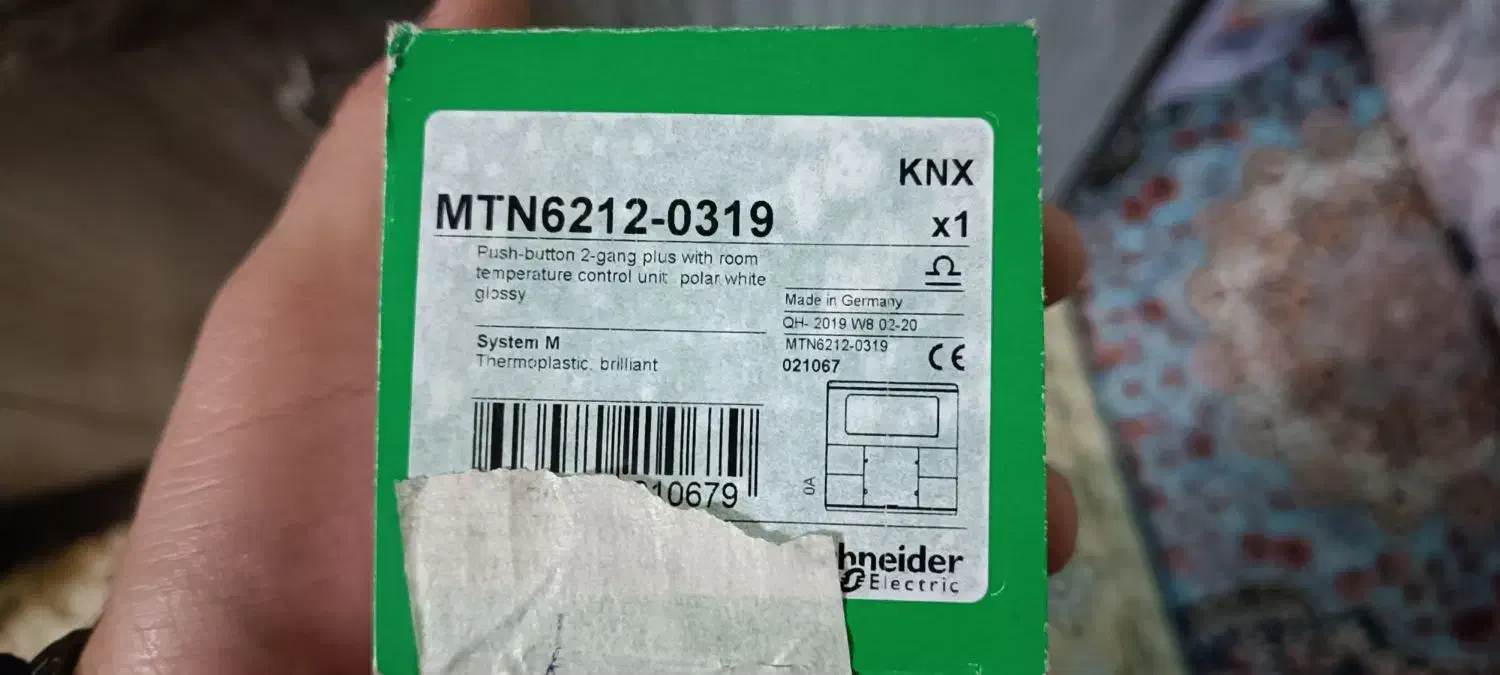 KNX
MTN6212-0319
x1
Push-button 2-gang plus with room
temperature control unit polar white
glossy
Made in Germany
QH- 2019 W8 02-20
System M
Thermoplastic, brilliant
MTN6212-0319
021067
CE
0A
10679
hneider
Electric